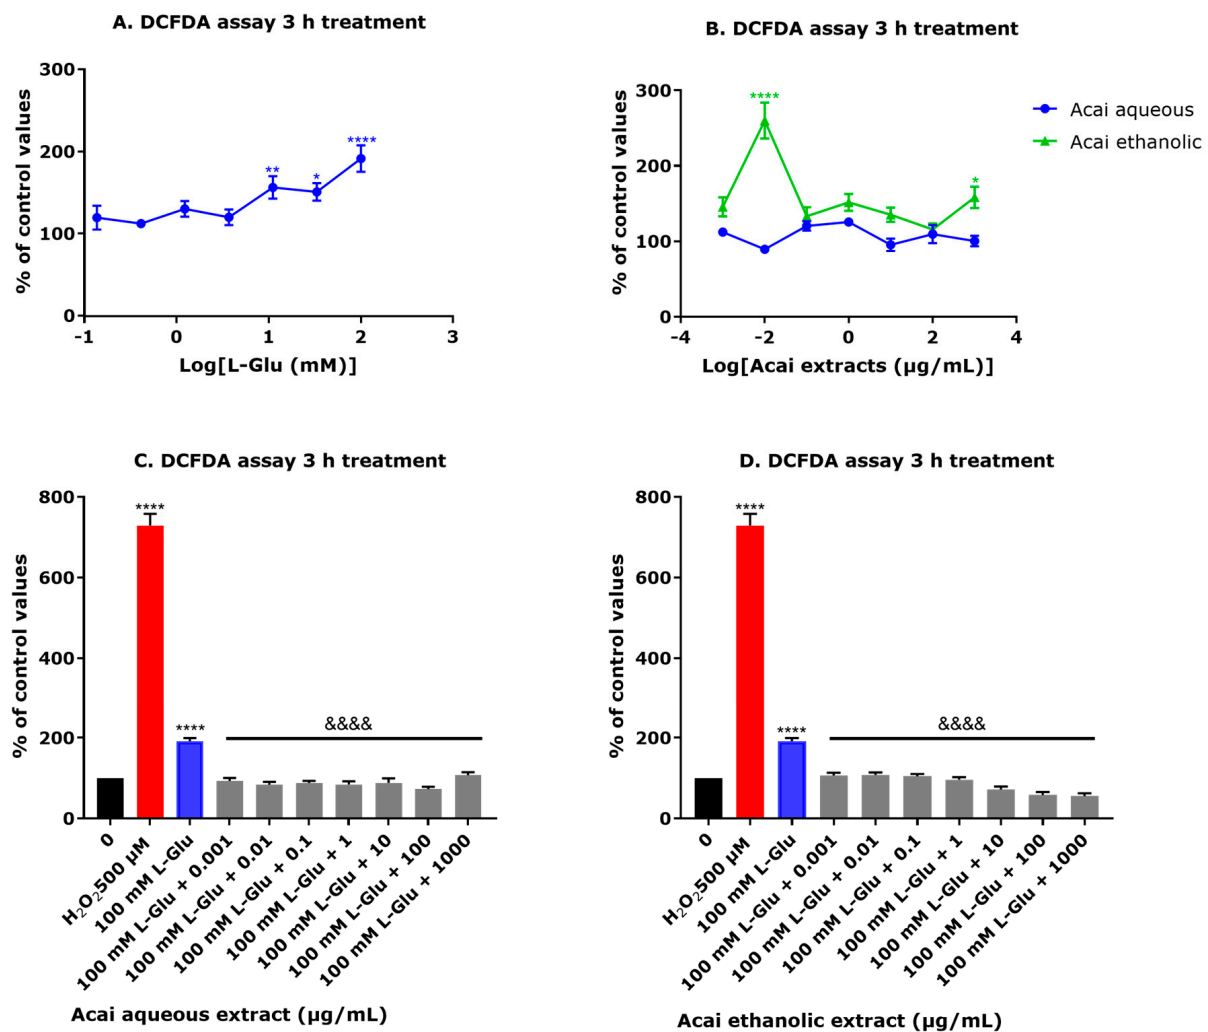 A. DCFDA assay 3 h treatment
% of control values
300
200
100
0
-1
0
1
2
3
**
*
****
Log[L-Glu (mM)]
B. DCFDA assay 3 h treatment
% of control values
300
200
100
0
-4
-2
0
2
4
****
*
Log[Acai extracts (µg/mL)]
Acai aqueous
Acai ethanolic
C. DCFDA assay 3 h treatment
% of control values
800
600
400
200
0
****
****
&&&&
0
H₂O₂500 µM
100 mM L-Glu
100 mM L-Glu + 0.001
100 mM L-Glu + 0.01
100 mM L-Glu + 0.1
100 mM L-Glu + 1
100 mM L-Glu + 10
100 mM L-Glu + 100
100 mM L-Glu + 1000
Acai aqueous extract (µg/mL)
D. DCFDA assay 3 h treatment
% of control values
800
600
400
200
0
****
****
&&&&
0
H₂O₂500 µM
100 mM L-Glu
100 mM L-Glu + 0.001
100 mM L-Glu + 0.01
100 mM L-Glu + 0.1
100 mM L-Glu + 1
100 mM L-Glu + 10
100 mM L-Glu + 100
100 mM L-Glu + 1000
Acai ethanolic extract (µg/mL)